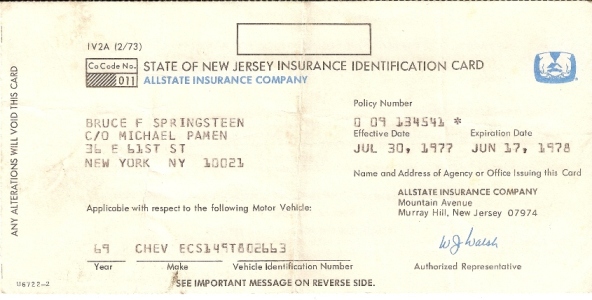 IV2A (2/73)
Co Code No.
011
STATE OF NEW JERSEY INSURANCE IDENTIFICATION CARD
ALLSTATE INSURANCE COMPANY
ANY ALTERATIONS WILL VOID THIS CARD
BRUCE F SPRINGSTEEN
C/O MICHAEL PAMEN
36 E 61ST ST
NEW YORK NY 10021
Policy Number
0 09 134541 *
Effective Date Expiration Date
JUL 30, 1977 JUN 17, 1978
Name and Address of Agency or Office Issuing this Card
ALLSTATE INSURANCE COMPANY
Mountain Avenue
Murray Hill, New Jersey 07974
Applicable with respect to the following Motor Vehicle:
69 CHEV ECS149T802663
Year Make Vehicle Identification Number
W J Walsh
Authorized Representative
U6722-2
SEE IMPORTANT MESSAGE ON REVERSE SIDE.